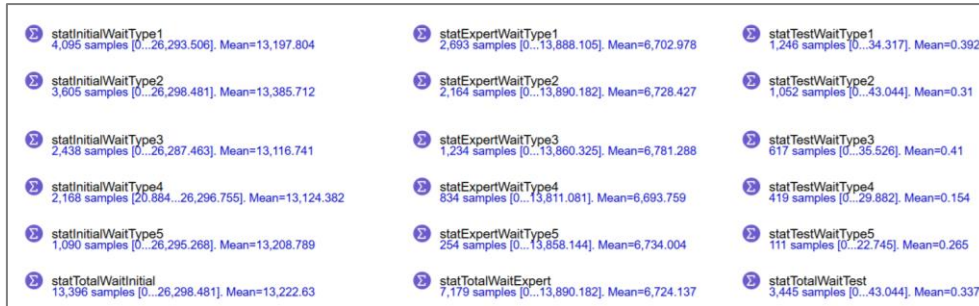 statInitialWaitType1
4,095 samples [0...26,293.506]. Mean=13,197.804
statExpertWaitType1
2,693 samples [0...13,888.105]. Mean=6,702.978
statTestWaitType1
1,246 samples [0...34.317]. Mean=0.392
statInitialWaitType2
3,605 samples [0...26,298.481]. Mean=13,385.712
statExpertWaitType2
2,164 samples [0...13,890.182]. Mean=6,728.427
statTestWaitType2
1,052 samples [0...43.044]. Mean=0.31
statInitialWaitType3
2,438 samples [0...26,287.463]. Mean=13,116.741
statExpertWaitType3
1,234 samples [0...13,860.325]. Mean=6,781.288
statTestWaitType3
617 samples [0...35.526]. Mean=0.41
statInitialWaitType4
2,168 samples [20.884...26,296.755]. Mean=13,124.382
statExpertWaitType4
834 samples [0...13,811.081]. Mean=6,693.759
statTestWaitType4
419 samples [0...29.882]. Mean=0.154
statInitialWaitType5
1,090 samples [0...26,295.268]. Mean=13,208.789
statExpertWaitType5
254 samples [0...13,858.144]. Mean=6,734.004
statTestWaitType5
111 samples [0...22.745]. Mean=0.265
statTotalWaitInitial
13,396 samples [0...26,298.481]. Mean=13,222.63
statTotalWaitExpert
7,179 samples [0...13,890.182]. Mean=6,724.137
statTotalWaitTest
3,445 samples [0...43.044]. Mean=0.337